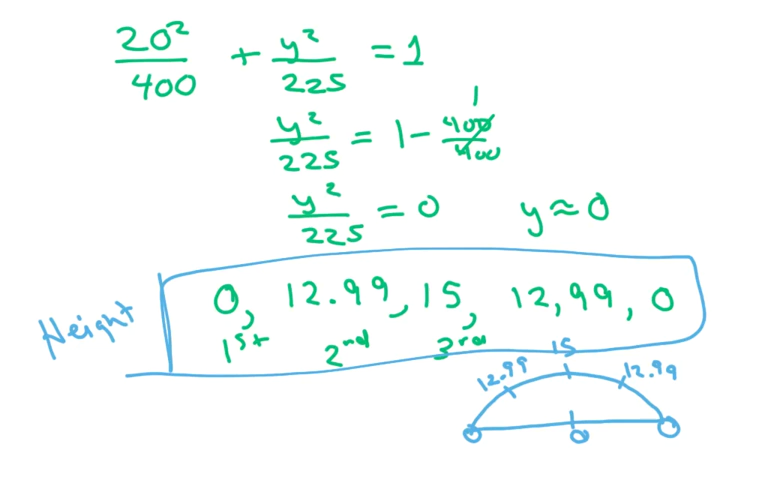 20²/400 + y²/225 = 1
y²/225 = 1 - 400/400 1
y²/225 = 0 y ≈ 0
Height 0, 12.99, 15, 12,99, 0
1st 2nd 3rd
15
12.99 12.99
0